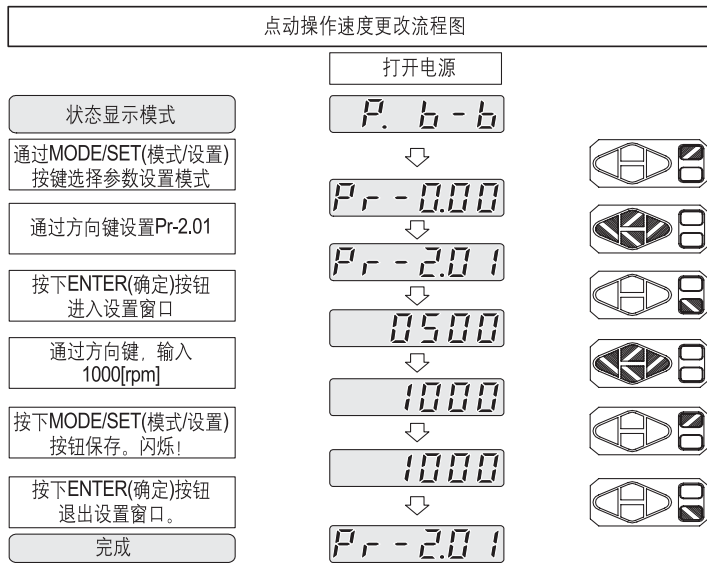 点动操作速度更改流程图
打开电源
状态显示模式
P. b-b
通过MODE/SET(模式/设置)
按键选择参数设置模式
Pr-0.00
通过方向键设置Pr-2.01
Pr-2.01
按下ENTER(确定)按钮
进入设置窗口
0500
通过方向键，输入
1000[rpm]
1000
按下MODE/SET(模式/设置)
按钮保存。闪烁!
1000
按下ENTER(确定)按钮
退出设置窗口。
完成
Pr-2.01